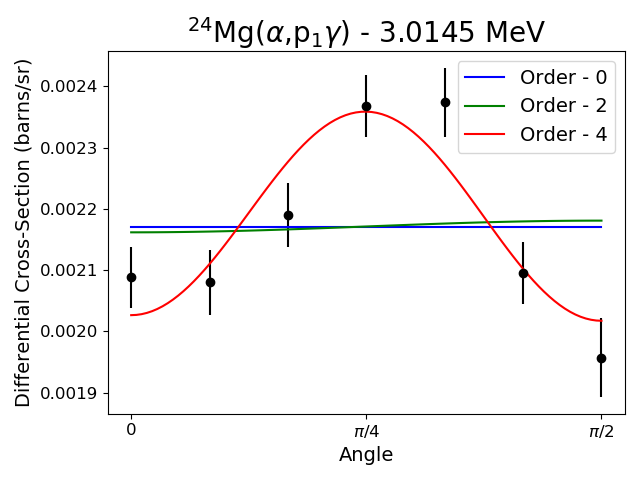 ²⁴Mg(α,p₁γ) - 3.0145 MeV
Differential Cross-Section (barns/sr)
0.0024
0.0023
0.0022
0.0021
0.0020
0.0019
Order - 0
Order - 2
Order - 4
0 π/4 π/2
Angle